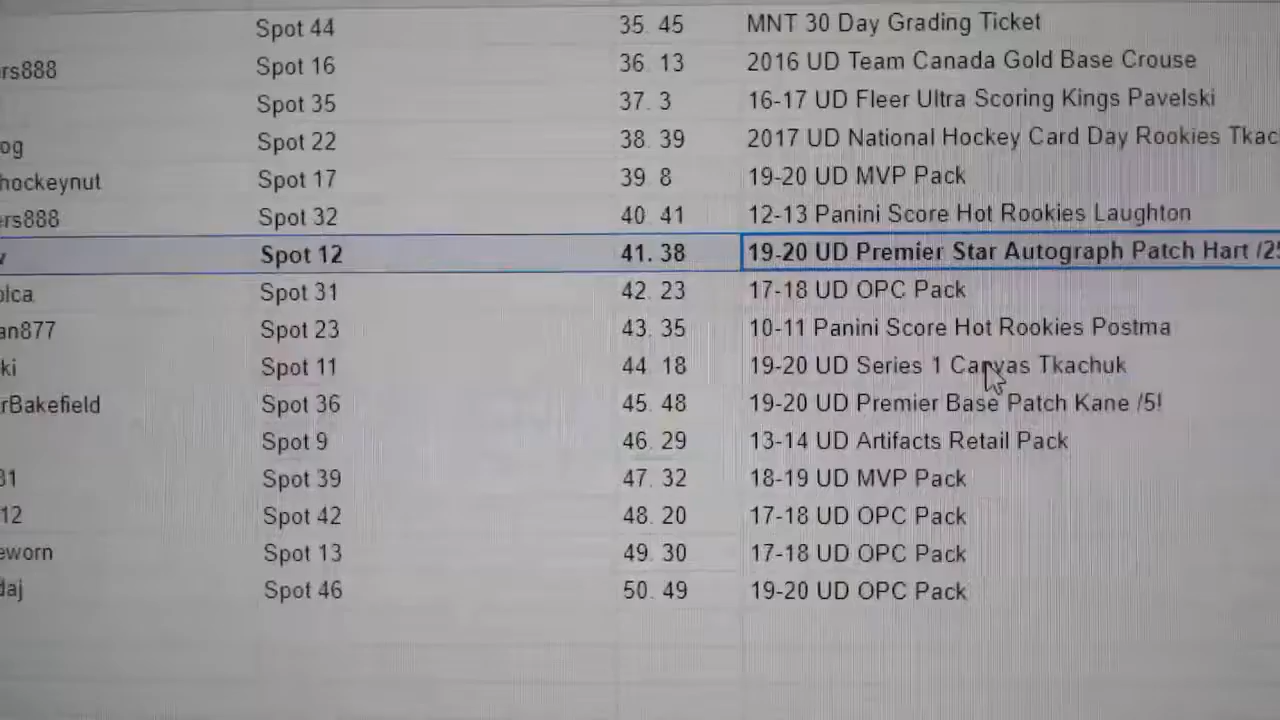 Spot 44 35. 45 MNT 30 Day Grading Ticket
rs888 Spot 16 36. 13 2016 UD Team Canada Gold Base Crouse
Spot 35 37. 3 16-17 UD Fleer Ultra Scoring Kings Pavelski
og Spot 22 38. 39 2017 UD National Hockey Card Day Rookies Tkac
hockeynut Spot 17 39. 8 19-20 UD MVP Pack
ers888 Spot 32 40. 41 12-13 Panini Score Hot Rookies Laughton
Spot 12 41. 38 19-20 UD Premier Star Autograph Patch Hart /25
olca Spot 31 42. 23 17-18 UD OPC Pack
an877 Spot 23 43. 35 10-11 Panini Score Hot Rookies Postma
ki Spot 11 44. 18 19-20 UD Series 1 Canvas Tkachuk
rBakefield Spot 36 45. 48 19-20 UD Premier Base Patch Kane /5!
Spot 9 46. 29 13-14 UD Artifacts Retail Pack
31 Spot 39 47. 32 18-19 UD MVP Pack
12 Spot 42 48. 20 17-18 UD OPC Pack
eworn Spot 13 49. 30 17-18 UD OPC Pack
daj Spot 46 50. 49 19-20 UD OPC Pack